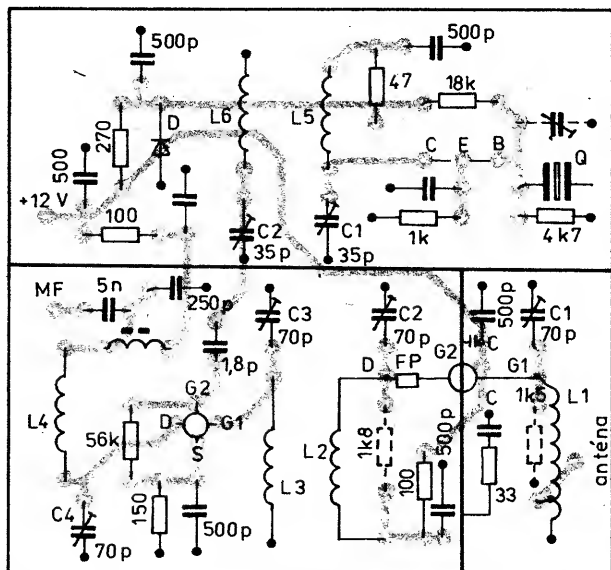 500p
500p
47
18k
L6
L5
270
D
500
C
E
B
Q
+12 V
100
C2
C1
1k
4k7
35p
35p
MF
5n
250p
C3
70p
C2
70p
500p
C1
70p
1,8p
D
FP
G2
C
G1
L1
1k5
L4
56k
G2
D
G1
S
L2
1k8
500p
C
anténa
L3
100
33
C4
150
70p
500p